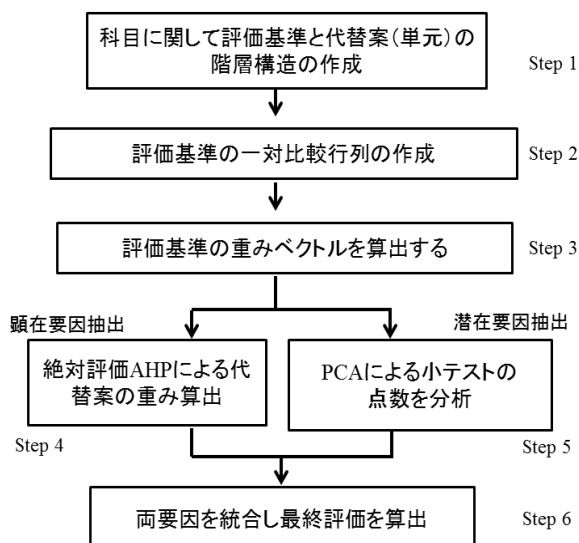 科目に関して評価基準と代替案(単元)の
階層構造の作成
Step 1
評価基準の一対比較行列の作成
Step 2
評価基準の重みベクトルを算出する
Step 3
顕在要因抽出
潜在要因抽出
絶対評価AHPによる代
替案の重み算出
PCAによる小テストの
点数を分析
Step 4
Step 5
両要因を統合し最終評価を算出
Step 6